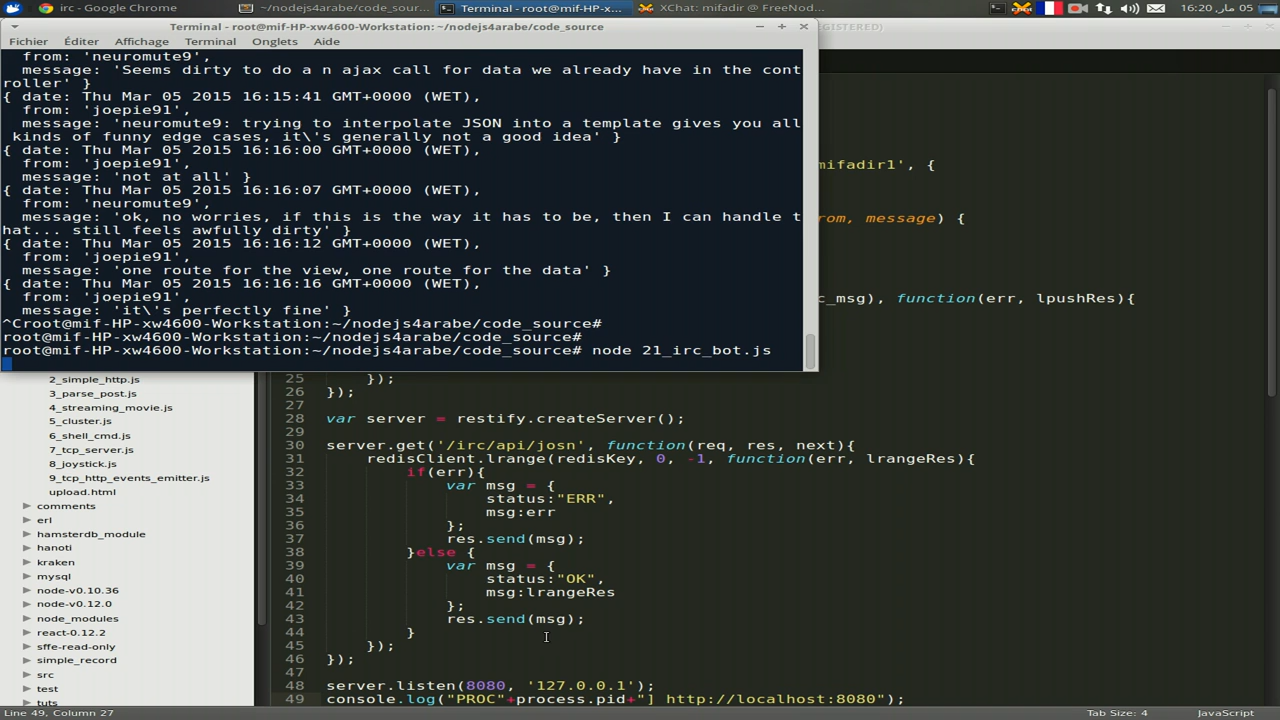 irc - Google Chrome
~/nodejs4arabe/code_sourc...
Terminal - root@mif-HP-x...
XChat: mifadir @ FreeNod...
16:20 مار, 05
Terminal - root@mif-HP-xw4600-Workstation:~/nodejs4arabe/code_source
Fichier Éditer Affichage Terminal Onglets Aide
from: 'neuromute9',
message: 'Seems dirty to do a n ajax call for data we already have in the cont
roller' }
{ date: Thu Mar 05 2015 16:15:41 GMT+0000 (WET),
from: 'joepie91',
message: 'neuromute9: trying to interpolate JSON into a template gives you all
kinds of funny edge cases, it\'s generally not a good idea' }
{ date: Thu Mar 05 2015 16:16:00 GMT+0000 (WET),
from: 'joepie91',
message: 'not at all' }
{ date: Thu Mar 05 2015 16:16:07 GMT+0000 (WET),
from: 'neuromute9',
message: 'ok, no worries, if this is the way it has to be, then I can handle t
hat... still feels awfully dirty' }
{ date: Thu Mar 05 2015 16:16:12 GMT+0000 (WET),
from: 'joepie91',
message: 'one route for the view, one route for the data' }
{ date: Thu Mar 05 2015 16:16:16 GMT+0000 (WET),
from: 'joepie91',
message: 'it\'s perfectly fine' }
^Croot@mif-HP-xw4600-Workstation:~/nodejs4arabe/code_source#
root@mif-HP-xw4600-Workstation:~/nodejs4arabe/code_source#
root@mif-HP-xw4600-Workstation:~/nodejs4arabe/code_source# node 21_irc_bot.js
mifadir1', {
rom, message) {
c_msg), function(err, lpushRes){
2_simple_http.js
3_parse_post.js
4_streaming_movie.js
5_cluster.js
6_shell_cmd.js
7_tcp_server.js
8_joystick.js
9_tcp_http_events_emitter.js
upload.html
comments
erl
hamsterdb_module
hanoti
kraken
mysql
node-v0.10.36
node-v0.12.0
node_modules
react-0.12.2
sfe-read-only
simple_record
src
test
tuts
25 });
26 });
27
28 var server = restify.createServer();
29
30 server.get('/irc/api/josn', function(req, res, next){
31 redisClient.lrange(redisKey, 0, -1, function(err, lrangeRes){
32 if(err){
33 var msg = {
34 status:"ERR",
35 msg:err
36 };
37 res.send(msg);
38 }else {
39 var msg = {
40 status:"OK",
41 msg:lrangeRes
42 };
43 res.send(msg);
44 }
45 });
46 });
47
48 server.listen(8080, '127.0.0.1');
49 console.log("PROC"+process.pid+"] http://localhost:8080");
Line 49, Column 27
Tab Size: 4
JavaScript